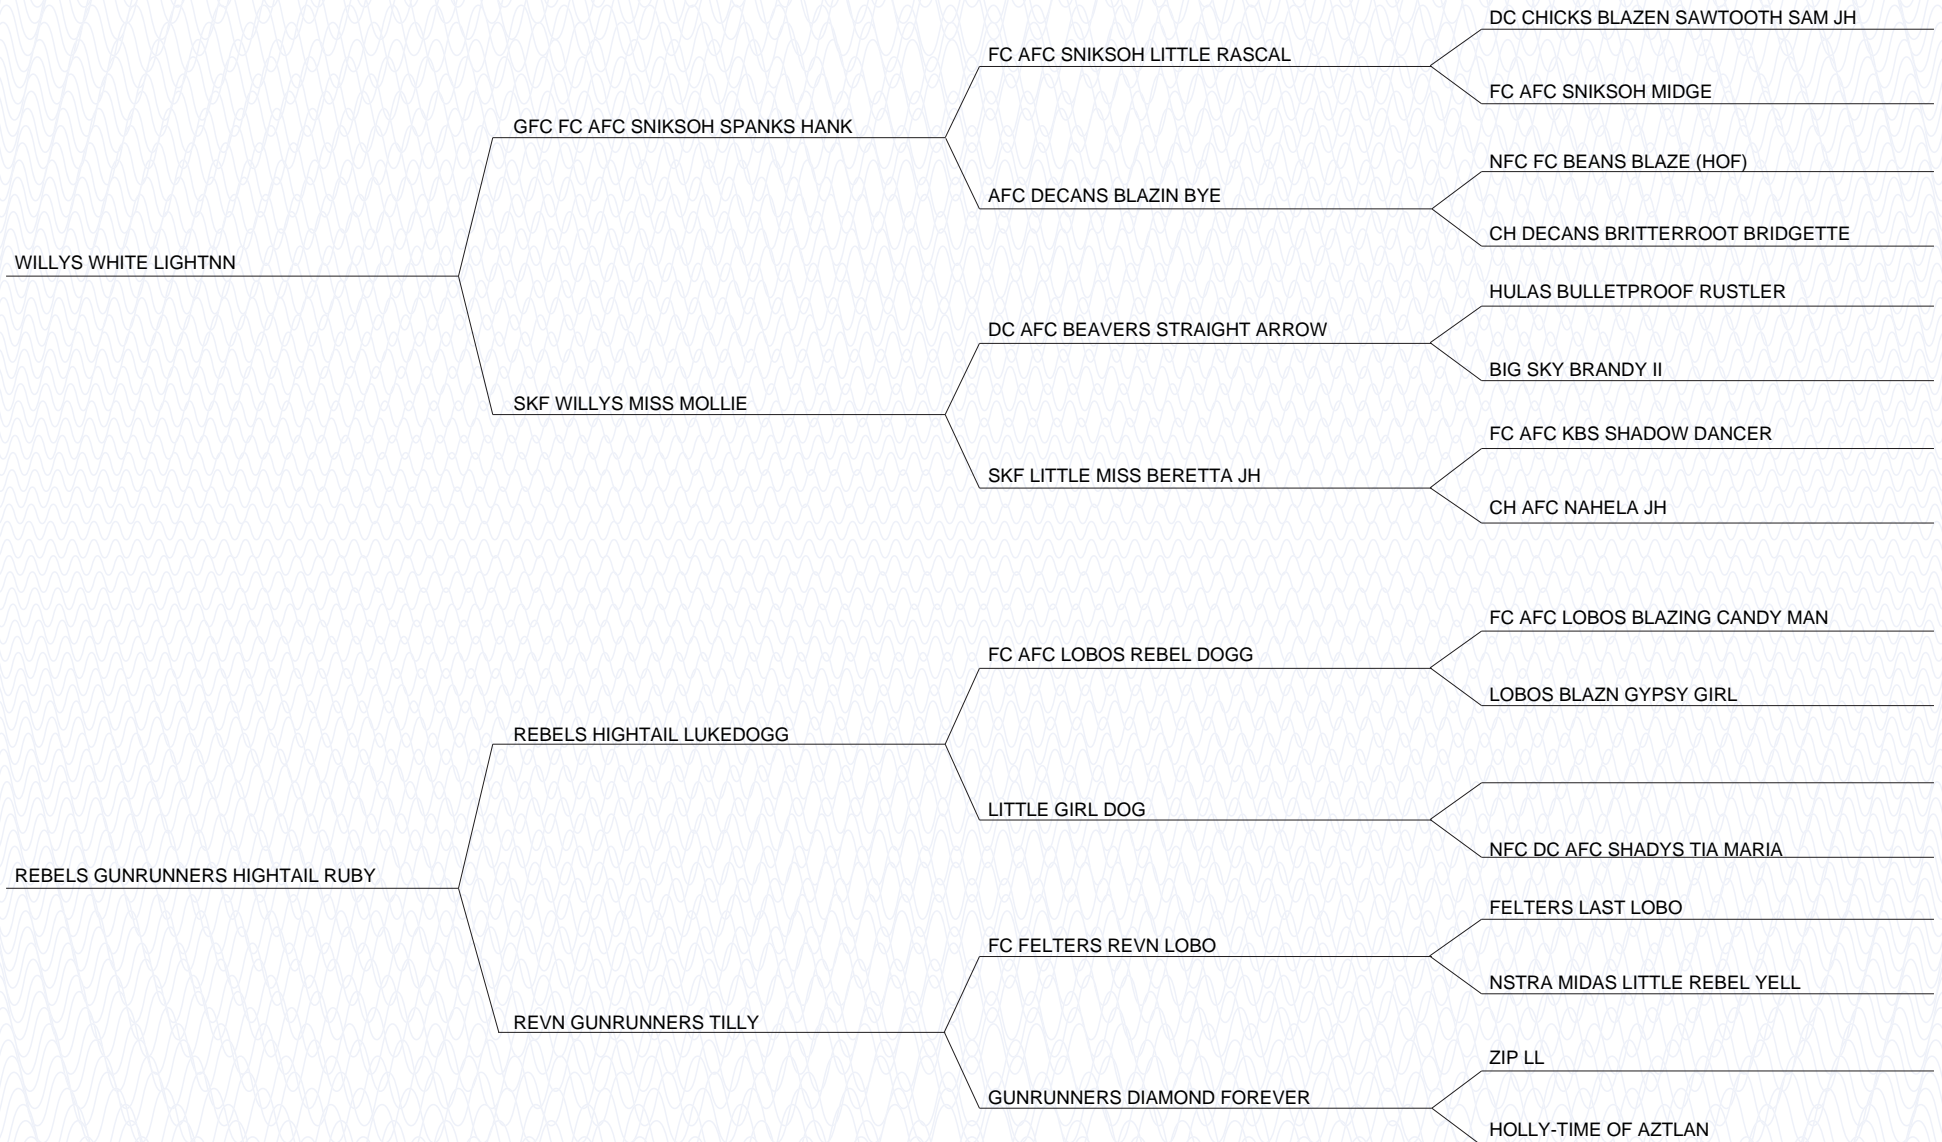 DC CHICKS BLAZEN SAWTOOTH SAM JH
FC AFC SNIKSOH LITTLE RASCAL
FC AFC SNIKSOH MIDGE
GFC FC AFC SNIKSOH SPANKS HANK
NFC FC BEANS BLAZE (HOF)
AFC DECANS BLAZIN BYE
CH DECANS BRITTERROOT BRIDGETTE
WILLYS WHITE LIGHTNN
HULAS BULLETPROOF RUSTLER
DC AFC BEAVERS STRAIGHT ARROW
BIG SKY BRANDY II
SKF WILLYS MISS MOLLIE
FC AFC KBS SHADOW DANCER
SKF LITTLE MISS BERETTA JH
CH AFC NAHELA JH
FC AFC LOBOS BLAZING CANDY MAN
FC AFC LOBOS REBEL DOGG
LOBOS BLAZN GYPSY GIRL
REBELS HIGHTAIL LUKEDOGG
LITTLE GIRL DOG
NFC DC AFC SHADYS TIA MARIA
REBELS GUNRUNNERS HIGHTAIL RUBY
FELTERS LAST LOBO
FC FELTERS REVN LOBO
NSTRA MIDAS LITTLE REBEL YELL
REVN GUNRUNNERS TILLY
ZIP LL
GUNRUNNERS DIAMOND FOREVER
HOLLY-TIME OF AZTLAN